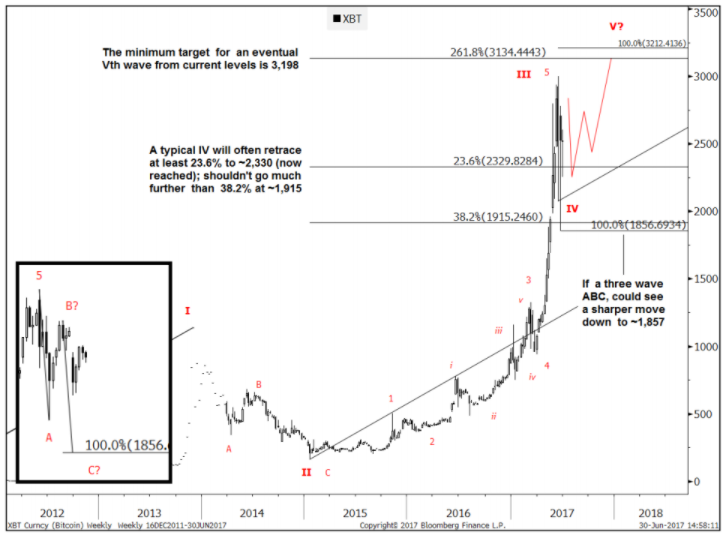 XBT
The minimum target for an eventual
Vth wave from current levels is 3,198
V?
100.0%(3212.4136)
261.8%(3134.4443)
III
5
A typical IV will often retrace
at least 23.6% to ~2,330 (now
reached); shouldn't go much
further than 38.2% at ~1,915
23.6%(2329.8284)
38.2%(1915.2460)
IV
100.0%(1856.6934)
If a three wave
ABC, could see
a sharper move
down to ~1,857
5
B?
A
100.0%(1856.6
C?
I
A
B
II
C
1
2
i
ii
iii
iv
v
3
4
3500
3000
2500
2000
1500
1000
500
0
2012
2013
2014
2015
2016
2017
2018
XBT Curncy (Bitcoin) Weekly Weekly 16DEC2011-30JUN2017
Copyright© 2017 Bloomberg Finance L.P.
30-Jun-2017 14:58:11